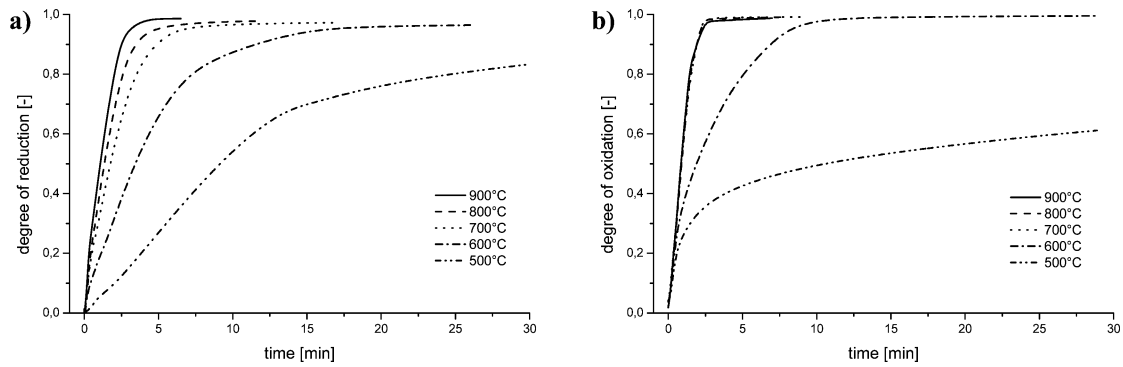 a)
degree of reduction [-]
1,0
0,8
0,6
0,4
0,2
0,0
900°C
800°C
700°C
600°C
500°C
0 5 10 15 20 25 30
time [min]
b)
degree of oxidation [-]
1,0
0,8
0,6
0,4
0,2
0,0
900°C
800°C
700°C
600°C
500°C
0 5 10 15 20 25 30
time [min]